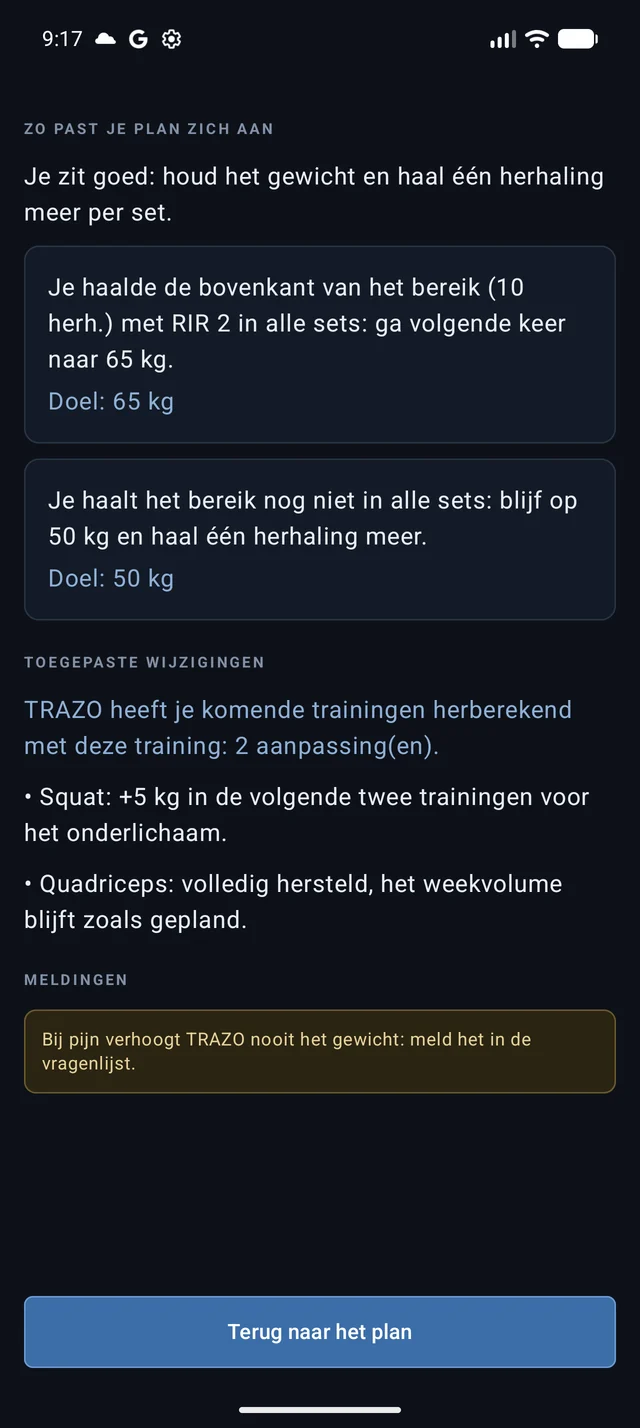 9:17
ZO PAST JE PLAN ZICH AAN
Je zit goed: houd het gewicht en haal één herhaling
meer per set.
Je haalde de bovenkant van het bereik (10
herh.) met RIR 2 in alle sets: ga volgende keer
naar 65 kg.
Doel: 65 kg
Je haalt het bereik nog niet in alle sets: blijf op
50 kg en haal één herhaling meer.
Doel: 50 kg
TOEGEPASTE WIJZIGINGEN
TRAZO heeft je komende trainingen herberekend
met deze training: 2 aanpassing(en).
• Squat: +5 kg in de volgende twee trainingen voor
het onderlichaam.
• Quadriceps: volledig hersteld, het weekvolume
blijft zoals gepland.
MELDINGEN
Bij pijn verhoogt TRAZO nooit het gewicht: meld het in de
vragenlijst.
Terug naar het plan